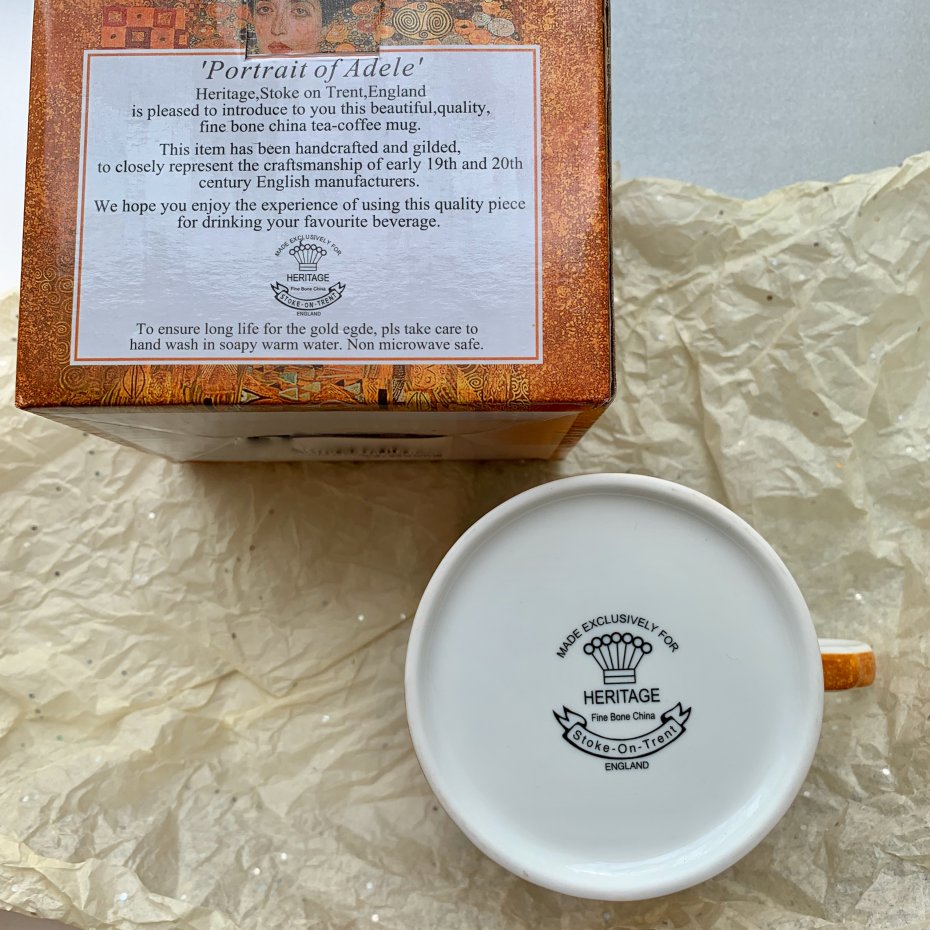 'Portrait of Adele'
Heritage,Stoke on Trent,England
is pleased to introduce to you this beautiful,quality,
fine bone china tea-coffee mug.
This item has been handcrafted and gilded,
to closely represent the craftsmanship of early 19th and 20th
century English manufacturers.
We hope you enjoy the experience of using this quality piece
for drinking your favourite beverage.
MADE EXCLUSIVELY FOR
HERITAGE
Fine Bone China
STOKE-ON-TRENT
ENGLAND
To ensure long life for the gold egde, pls take care to
hand wash in soapy warm water. Non microwave safe.
MADE EXCLUSIVELY FOR
HERITAGE
Fine Bone China
Stoke-On-Trent
ENGLAND